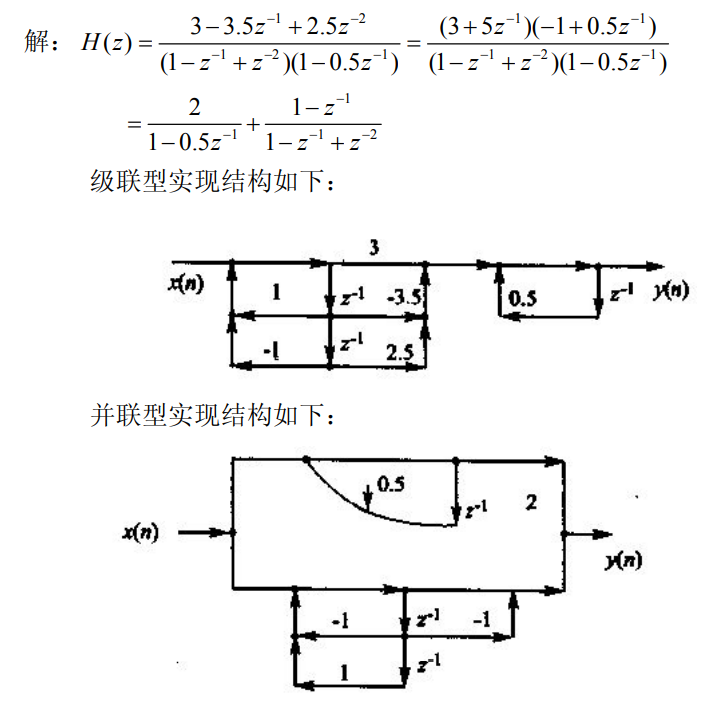 解： H(z) = \frac{3-3.5z^{-1}+2.5z^{-2}}{(1-z^{-1}+z^{-2})(1-0.5z^{-1})} = \frac{(3+5z^{-1})(-1+0.5z^{-1})}{(1-z^{-1}+z^{-2})(1-0.5z^{-1})}
= \frac{2}{1-0.5z^{-1}} + \frac{1-z^{-1}}{1-z^{-1}+z^{-2}}
级联型实现结构如下：
3
x(n) 1 z^{-1} -3.5 0.5 z^{-1} y(n)
-1 z^{-1} 2.5
并联型实现结构如下：
0.5 z^{-1} 2
x(n) y(n)
-1 z^{-1} -1
1 z^{-1}